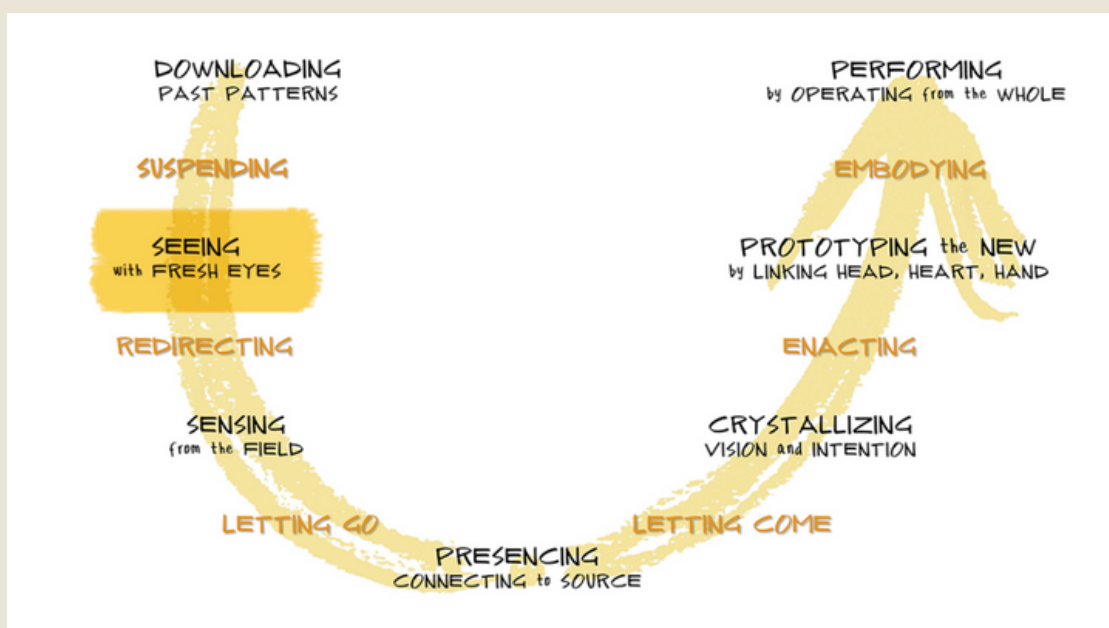 DOWNLOADING
PAST PATTERNS
SUSPENDING
SEEING
with FRESH EYES
REDIRECTING
SENSING
from the FIELD
LETTING GO
PRESENCING
CONNECTING to SOURCE
LETTING COME
CRYSTALLIZING
VISION and INTENTION
ENACTING
PROTOTYPING the NEW
by LINKING HEAD, HEART, HAND
EMBODYING
PERFORMING
by OPERATING from the WHOLE